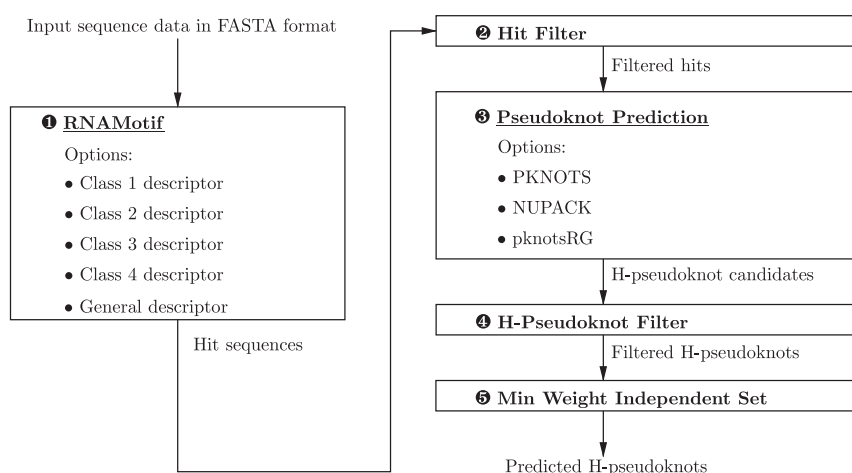 Input sequence data in FASTA format
❶ RNAMotif
Options:
• Class 1 descriptor
• Class 2 descriptor
• Class 3 descriptor
• Class 4 descriptor
• General descriptor
Hit sequences
❷ Hit Filter
Filtered hits
❸ Pseudoknot Prediction
Options:
• PKNOTS
• NUPACK
• pknotsRG
H-pseudoknot candidates
❹ H-Pseudoknot Filter
Filtered H-pseudoknots
❺ Min Weight Independent Set
Predicted H-pseudoknots